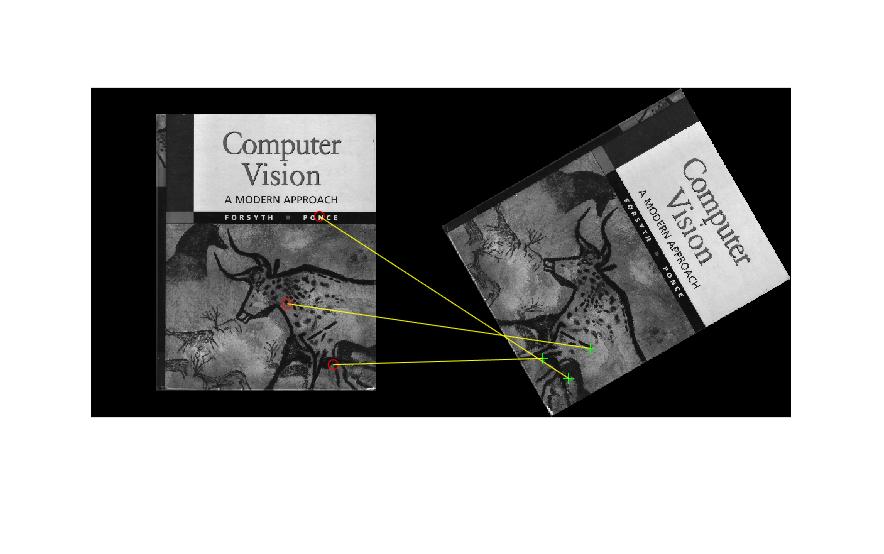 Computer
Vision
A MODERN APPROACH
FORSYTH PONCE
Computer
Vision
A MODERN APPROACH
FORSYTH PONCE